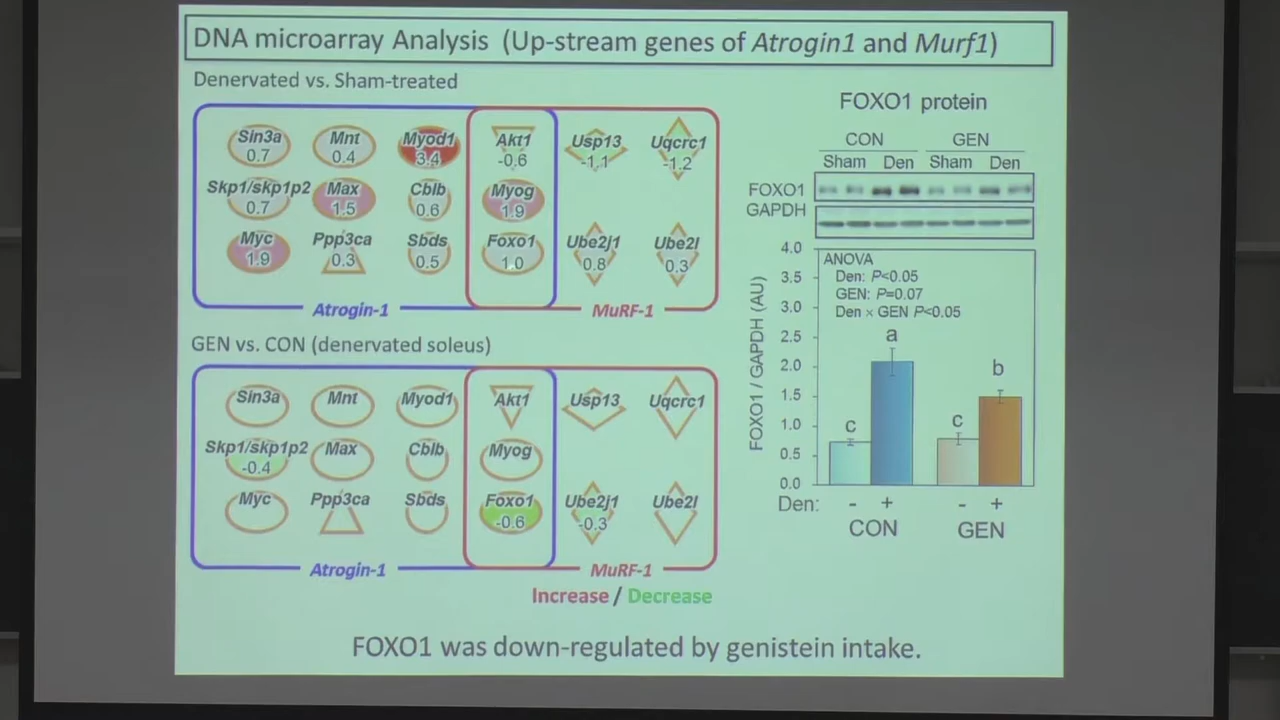 DNA microarray Analysis (Up-stream genes of Atrogin1 and Murf1)
Denervated vs. Sham-treated
Sin3a Mnt Myod1 Akt1 Usp13 Uqcrc1
0.7 0.4 3.4 -0.6 -1.1 -1.2
Skp1/skp1p2 Max Cblb Myog
0.7 1.5 0.6 1.9
Myc Ppp3ca Sbds Foxo1 Ube2j1 Ube2l
1.9 0.3 0.5 1.0 0.8 0.3
Atrogin-1 MuRF-1
GEN vs. CON (denervated soleus)
Sin3a Mnt Myod1 Akt1 Usp13 Uqcrc1
Skp1/skp1p2 Max Cblb Myog
-0.4
Myc Ppp3ca Sbds Foxo1 Ube2j1 Ube2l
-0.6 -0.3
Atrogin-1 MuRF-1
Increase / Decrease
FOXO1 protein
CON GEN
Sham Den Sham Den
FOXO1
GAPDH
FOXO1 / GAPDH (AU)
4.0
3.5
3.0
2.5
2.0
1.5
1.0
0.5
0.0
ANOVA
Den: P<0.05
GEN: P=0.07
Den × GEN P<0.05
c a c b
Den: - + - +
CON GEN
FOXO1 was down-regulated by genistein intake.